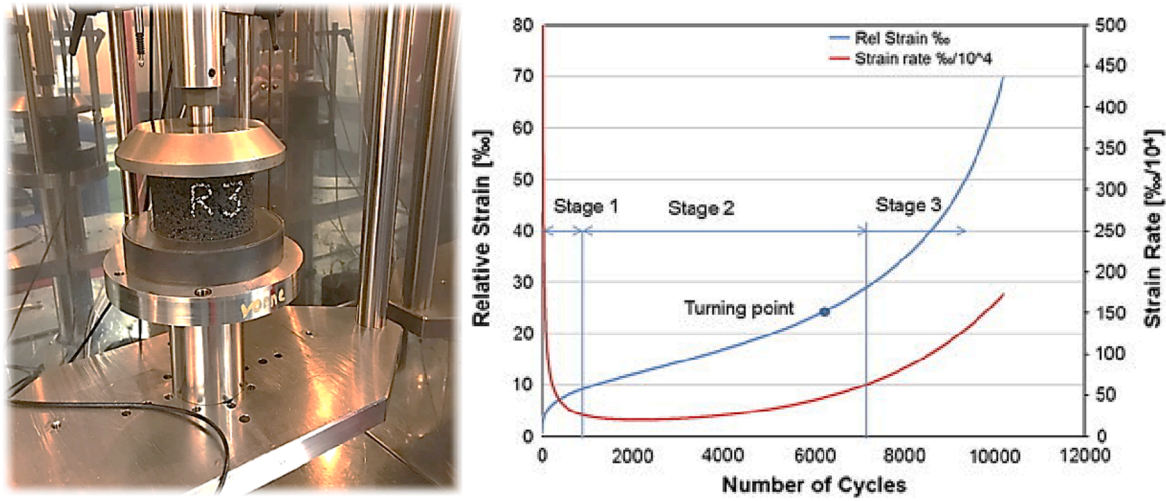 R3
vorne
80
70
60
50
40
30
20
10
0
Relative Strain [‰]
500
450
400
350
300
250
200
150
100
50
0
Strain Rate [‰/10⁴]
Rel Strain ‰
Strain rate ‰/10^4
Stage 1
Stage 2
Stage 3
Turning point
0 2000 4000 6000 8000 10000 12000
Number of Cycles